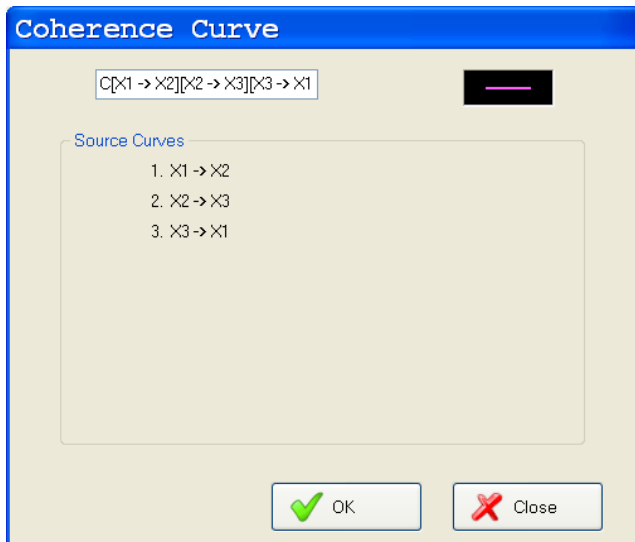 Coherence Curve
C[X1 -> X2][X2 -> X3][X3 -> X1
Source Curves
1. X1 -> X2
2. X2 -> X3
3. X3 -> X1
OK
Close